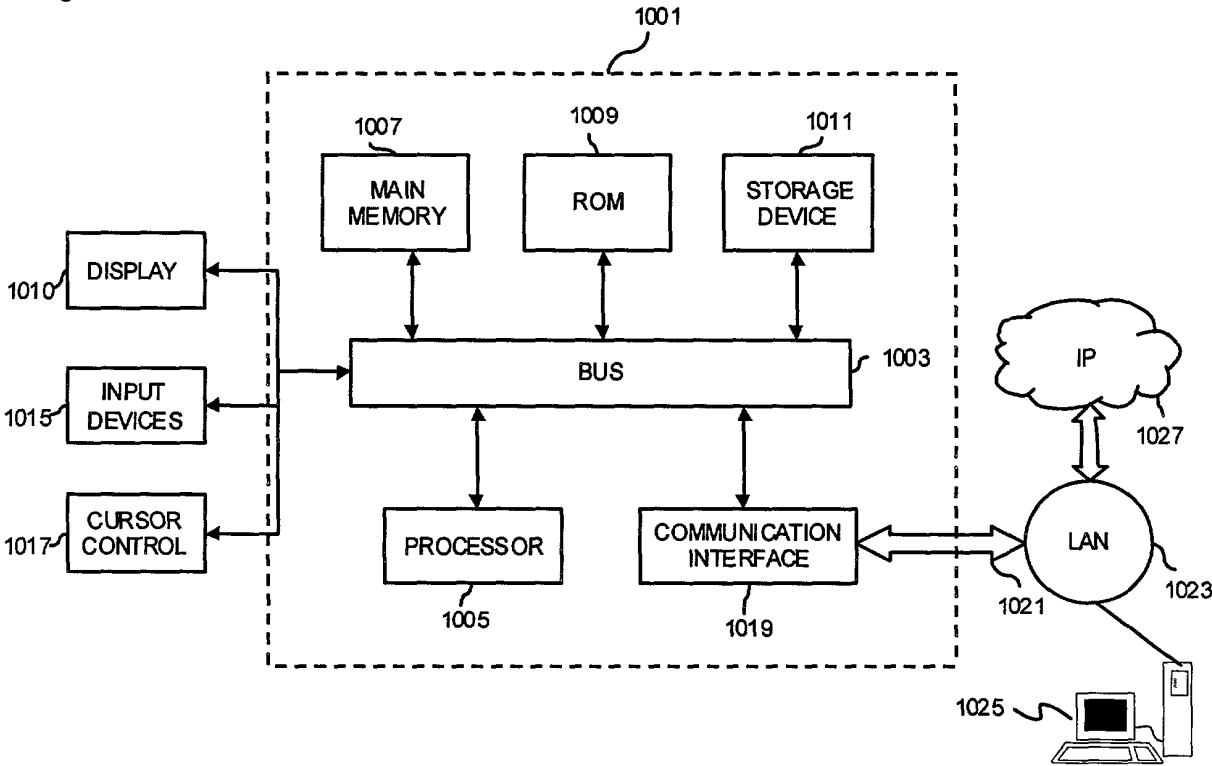 1001
1007
1009
1011
MAIN
MEMORY
ROM
STORAGE
DEVICE
DISPLAY
1010
BUS
1003
IP
1027
INPUT
DEVICES
1015
CURSOR
CONTROL
1017
PROCESSOR
1005
COMMUNICATION
INTERFACE
1019
1021
LAN
1023
1025